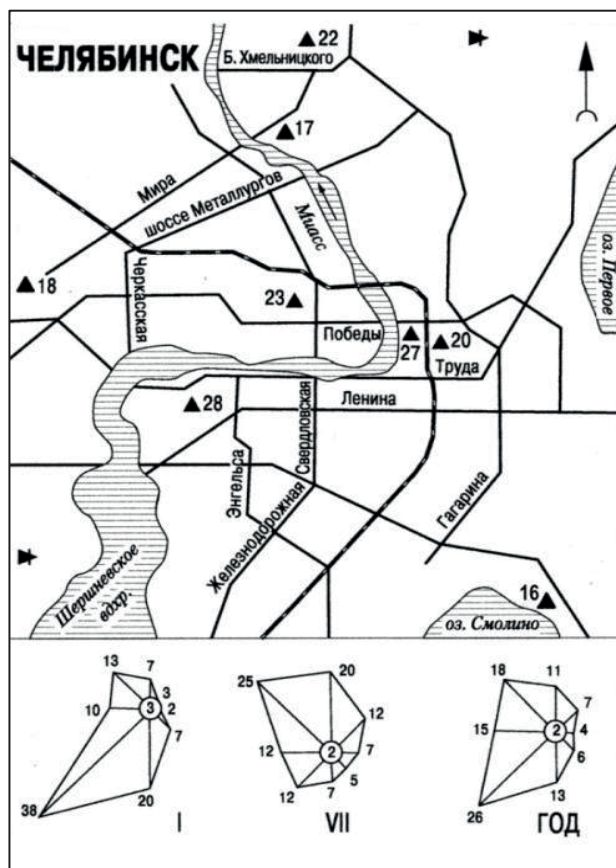 ЧЕЛЯБИНСК
22
Б. Хмельницкого
17
Мира
шоссе Металлургов
Миасс
оз. Первое
18
Черкасская
23
Победы
27
20
Труда
28
Ленина
Свердловская
Энгельса
Железнодорожная
Гагарина
Шершневское
вдхр.
16
оз. Смолино
13
7
3
10
3
2
7
38
20
I
25
20
12
12
2
7
5
12
7
VII
18
11
7
15
2
4
6
26
13
ГОД